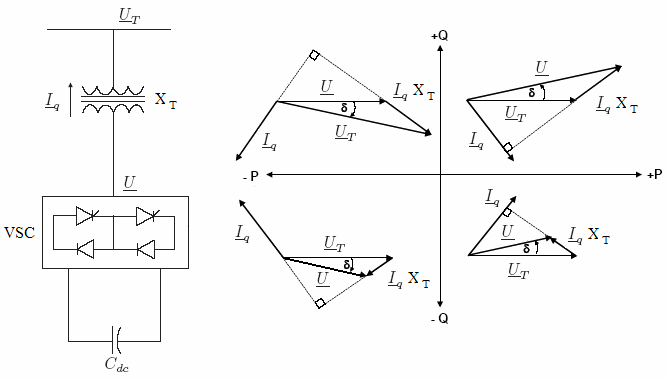 U_T
I_q
X_T
U
VSC
C_dc
+Q
-Q
- P
+P
U
δ
U_T
I_q X_T
I_q
U
δ
U_T
I_q X_T
I_q
I_q
U_T
δ
U
I_q X_T
I_q
U
δ
U_T
I_q X_T